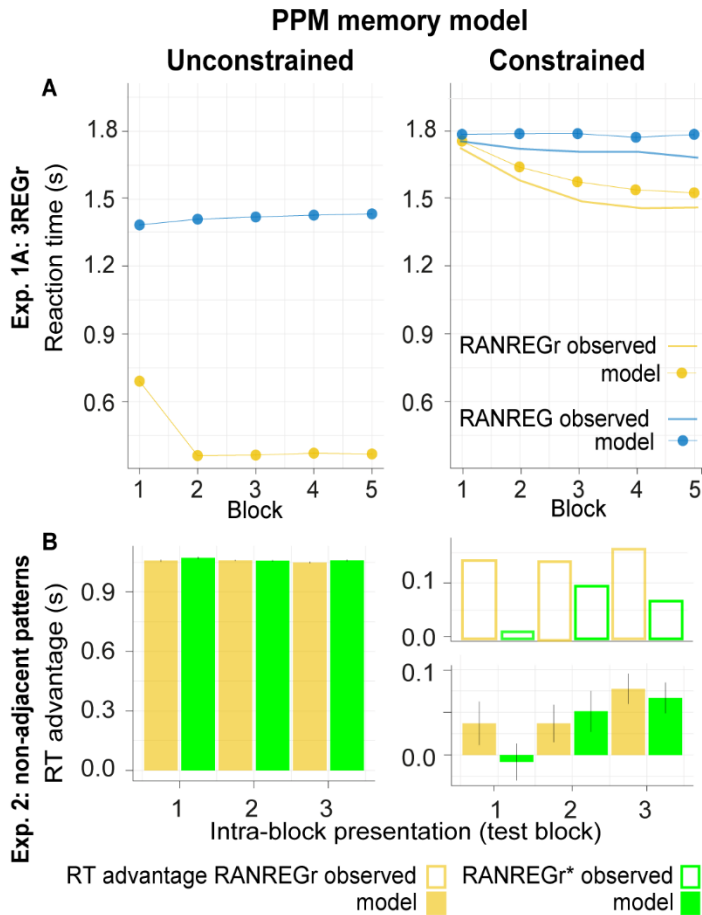 PPM memory model
Unconstrained
Constrained
A
Exp. 1A: 3REGr
Reaction time (s)
1.8
1.5
1.2
0.9
0.6
1 2 3 4 5
Block
1.8
1.5
1.2
0.9
0.6
RANREGr observed
model
RANREG observed
model
1 2 3 4 5
Block
B
Exp. 2: non-adjacent patterns
RT advantage (s)
0.9
0.6
0.3
0.0
1 2 3
0.1
0.0
0.1
0.0
1 2 3
Intra-block presentation (test block)
RT advantage RANREGr observed
model
RANREGr* observed
model